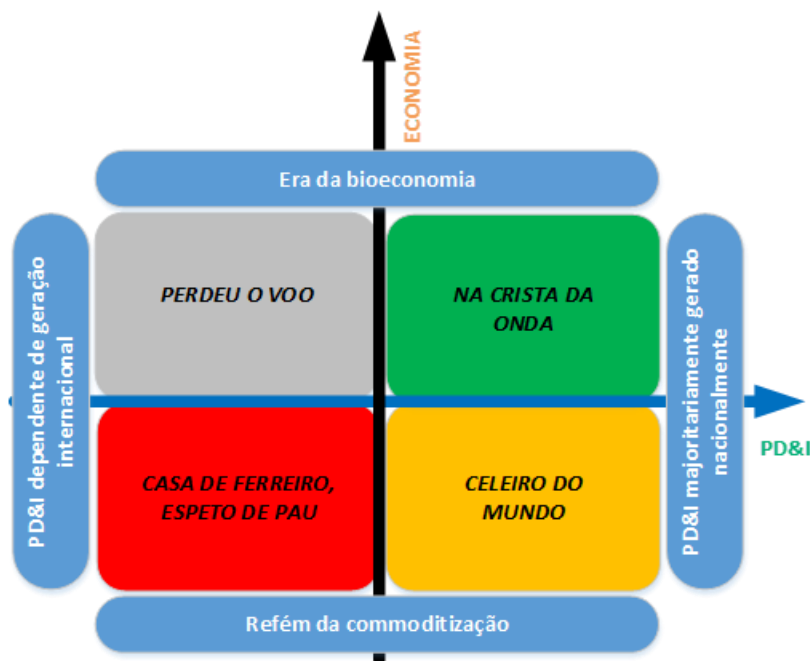 ECONOMIA
Era da bioeconomia
PD&I dependente de geração
internacional
PERDEU O VOO
NA CRISTA DA
ONDA
PD&I majoritariamente gerado
nacionalmente
PD&I
CASA DE FERREIRO,
ESPETO DE PAU
CELEIRO DO
MUNDO
Refém da commoditização